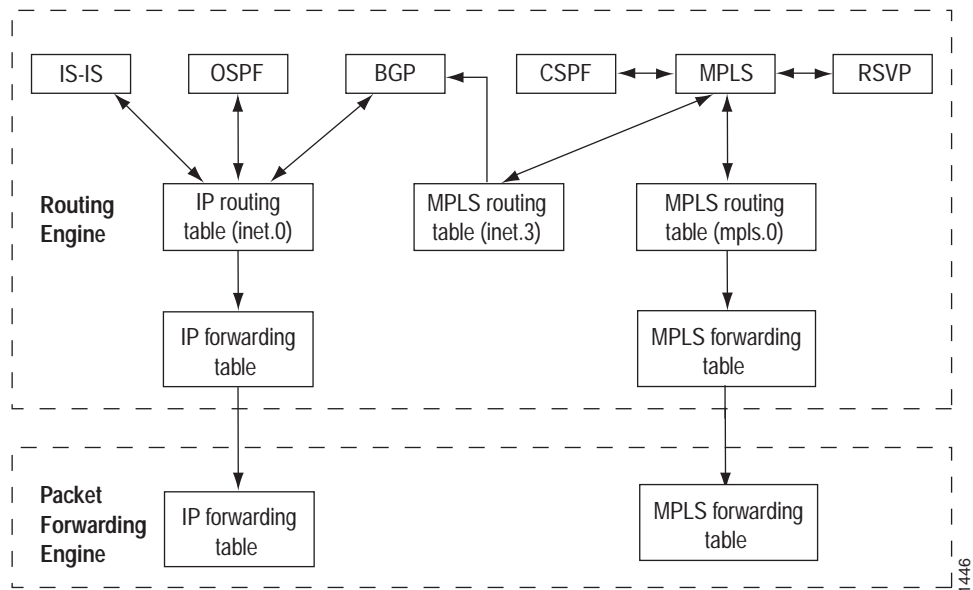 IS-IS
OSPF
BGP
CSPF
MPLS
RSVP
Routing
Engine
IP routing
table (inet.0)
MPLS routing
table (inet.3)
MPLS routing
table (mpls.0)
IP forwarding
table
MPLS forwarding
table
Packet
Forwarding
Engine
IP forwarding
table
MPLS forwarding
table
1446